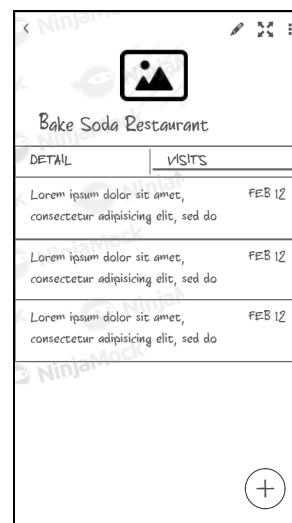 Bake Soda Restaurant
DETAIL
VISITS
Lorem ipsum dolor sit amet,
consectetur adipisicing elit, sed do
FEB 12
Lorem ipsum dolor sit amet,
consectetur adipisicing elit, sed do
FEB 12
Lorem ipsum dolor sit amet,
consectetur adipisicing elit, sed do
FEB 12
NinjaMock